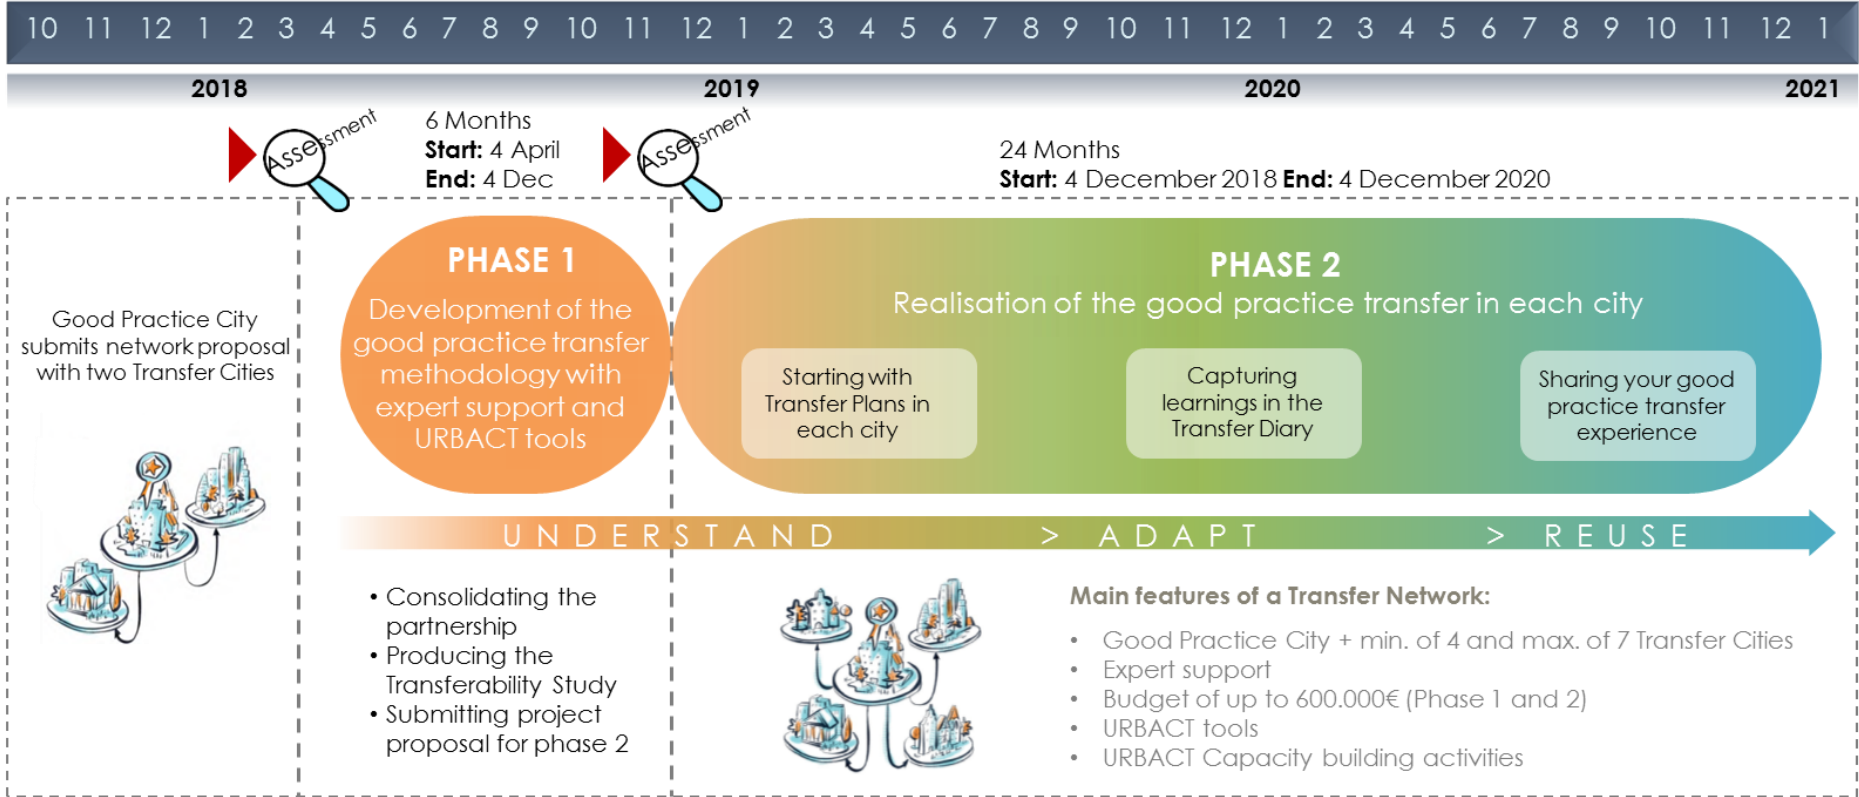 10 11 12 1 2 3 4 5 6 7 8 9 10 11 12 1 2 3 4 5 6 7 8 9 10 11 12 1 2 3 4 5 6 7 8 9 10 11 12 1
2018 2019 2020 2021
Assessment
6 Months
Start: 4 April
End: 4 Dec
Assessment
24 Months
Start: 4 December 2018 End: 4 December 2020
Good Practice City
submits network proposal
with two Transfer Cities
PHASE 1
Development of the
good practice transfer
methodology with
expert support and
URBACT tools
PHASE 2
Realisation of the good practice transfer in each city
Starting with
Transfer Plans in
each city
Capturing
learnings in the
Transfer Diary
Sharing your good
practice transfer
experience
UNDERSTAND > ADAPT > REUSE
• Consolidating the
partnership
• Producing the
Transferability Study
• Submitting project
proposal for phase 2
Main features of a Transfer Network:
• Good Practice City + min. of 4 and max. of 7 Transfer Cities
• Expert support
• Budget of up to 600.000€ (Phase 1 and 2)
• URBACT tools
• URBACT Capacity building activities